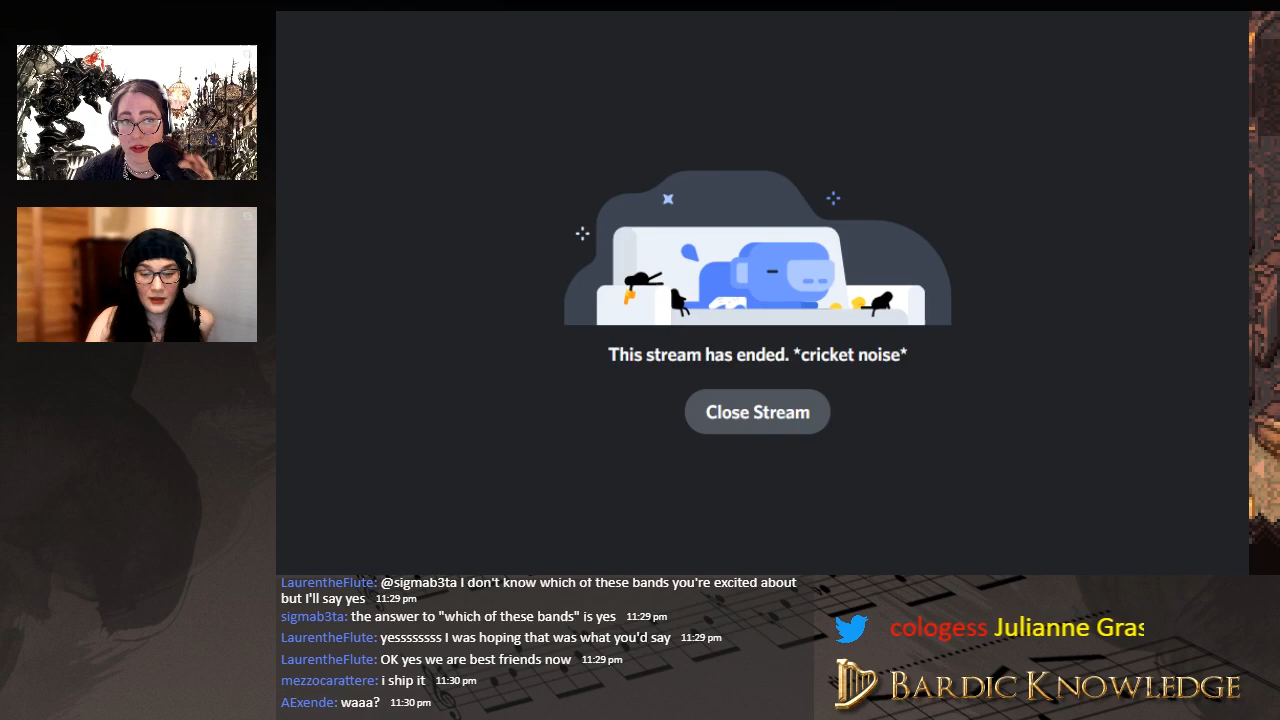 This stream has ended. *cricket noise*
Close Stream
LaurentheFlute: @sigmab3ta I don't know which of these bands you're excited about
but I'll say yes 11:29 pm
sigmab3ta: the answer to "which of these bands" is yes 11:29 pm
LaurentheFlute: yesssssssss I was hoping that was what you'd say 11:29 pm
LaurentheFlute: OK yes we are best friends now 11:29 pm
mezzocarattere: i ship it 11:30 pm
AExende: waaa? 11:30 pm
cologess Julianne Gras
BARDIC KNOWLEDGE